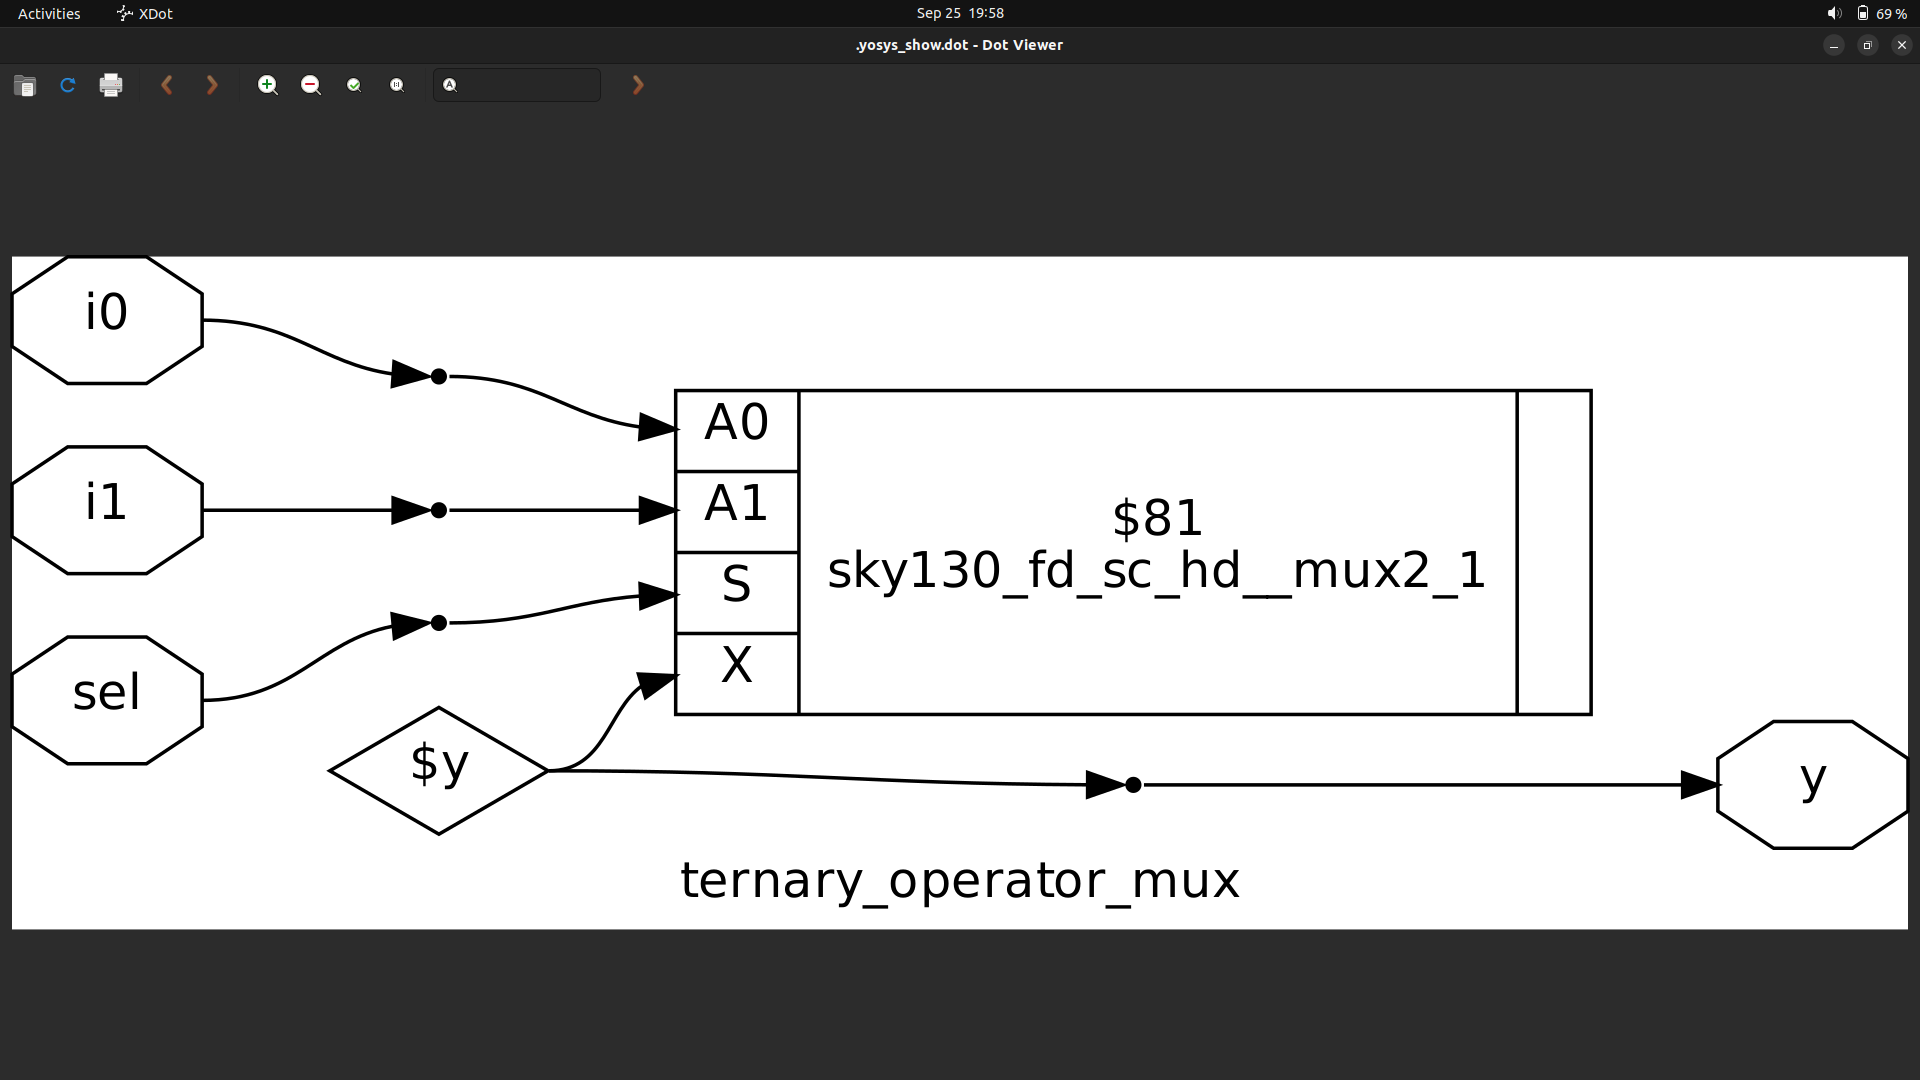 Activities
XDot
Sep 25 19:58
69 %
.yosys_show.dot - Dot Viewer
i0
i1
sel
$y
A0
A1
S
X
$81
sky130_fd_sc_hd__mux2_1
y
ternary_operator_mux